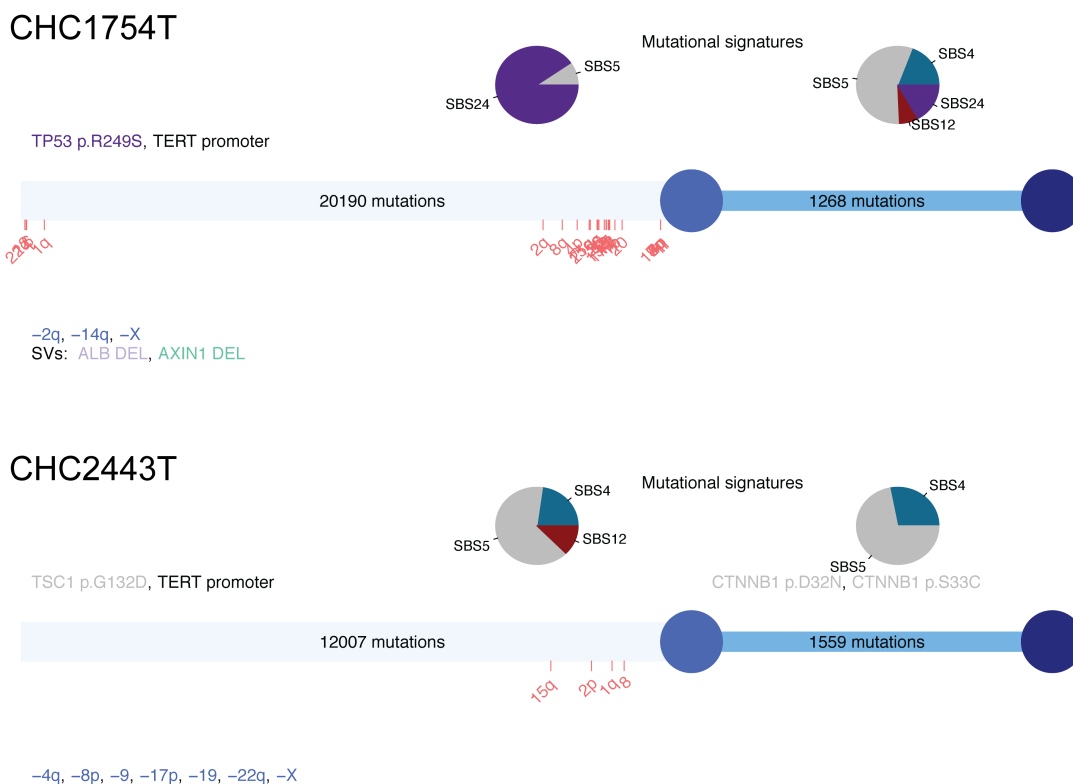 CHC1754T
Mutational signatures
SBS5
SBS24
SBS4
SBS5
SBS24
SBS12
TP53 p.R249S, TERT promoter
20190 mutations
1268 mutations
1q
2q
8q
−2q, −14q, −X
SVs: ALB DEL, AXIN1 DEL
CHC2443T
Mutational signatures
SBS4
SBS12
SBS5
SBS4
SBS5
TSC1 p.G132D, TERT promoter
CTNNB1 p.D32N, CTNNB1 p.S33C
12007 mutations
1559 mutations
15q
2p
1q
8
−4q, −8p, −9, −17p, −19, −22q, −X